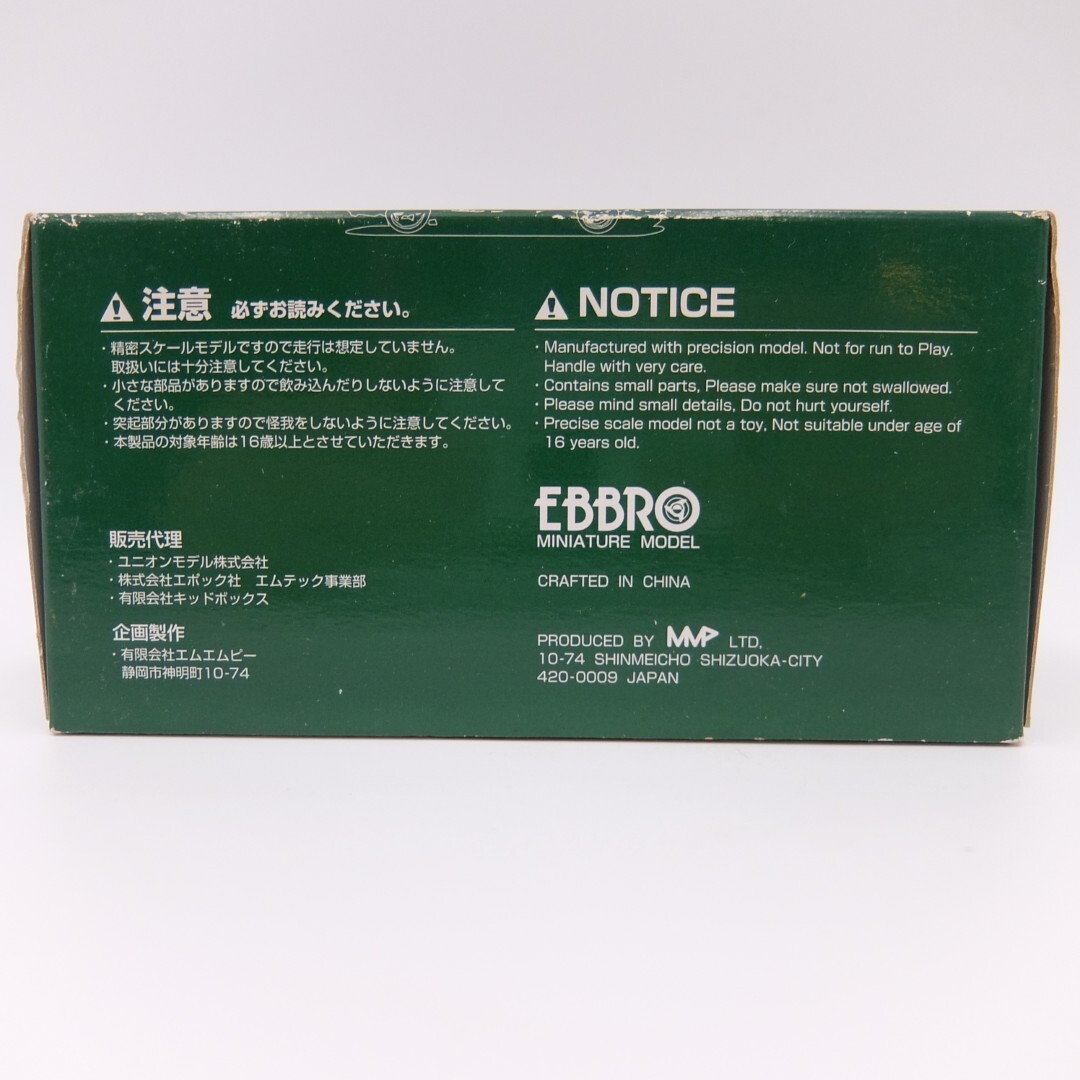 注意 必ずお読みください。
・精密スケールモデルですので走行は想定していません。
取扱いには十分注意してください。
・小さな部品がありますので飲み込んだりしないように注意して
ください。
・突起部分がありますので怪我をしないように注意してください。
・本製品の対象年齢は16歳以上とさせていただきます。
販売代理
・ユニオンモデル株式会社
・株式会社エポック社 エムテック事業部
・有限会社キッドボックス
企画製作
・有限会社エムエムピー
静岡市神明町10-74
NOTICE
・Manufactured with precision model. Not for run to Play.
Handle with very care.
・Contains small parts, Please make sure not swallowed.
・Please mind small details, Do not hurt yourself.
・Precise scale model not a toy, Not suitable under age of
16 years old.
EBBRO
MINIATURE MODEL
CRAFTED IN CHINA
PRODUCED BY MMP LTD.
10-74 SHINMEICHO SHIZUOKA-CITY
420-0009 JAPAN